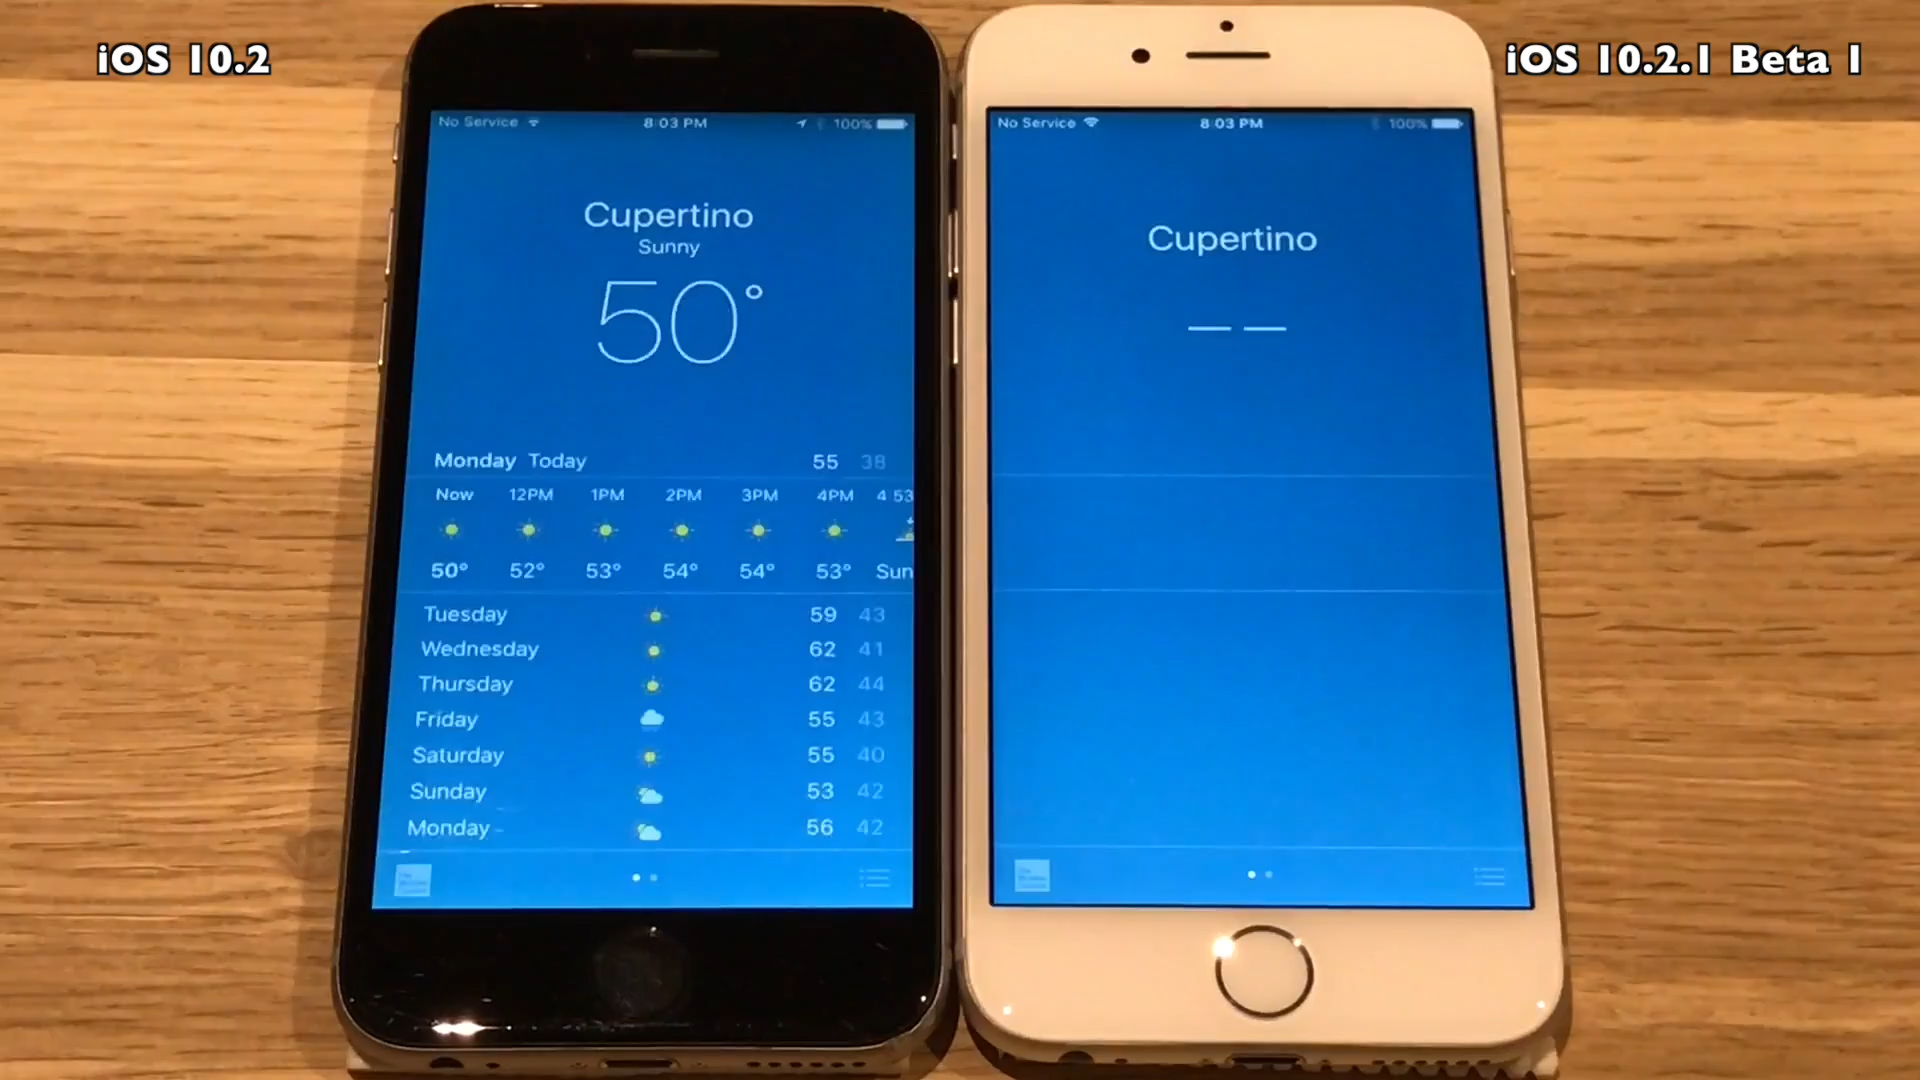 iOS 10.2
iOS 10.2.1 Beta 1
No Service 8:03 PM 100%
Cupertino
Sunny
50°
Monday Today 55 38
Now 12PM 1PM 2PM 3PM 4PM 4 53
50° 52° 53° 54° 54° 53° Sun
Tuesday 59 43
Wednesday 62 41
Thursday 62 44
Friday 55 43
Saturday 55 40
Sunday 53 42
Monday 56 42
No Service 8:03 PM 100%
Cupertino
— —